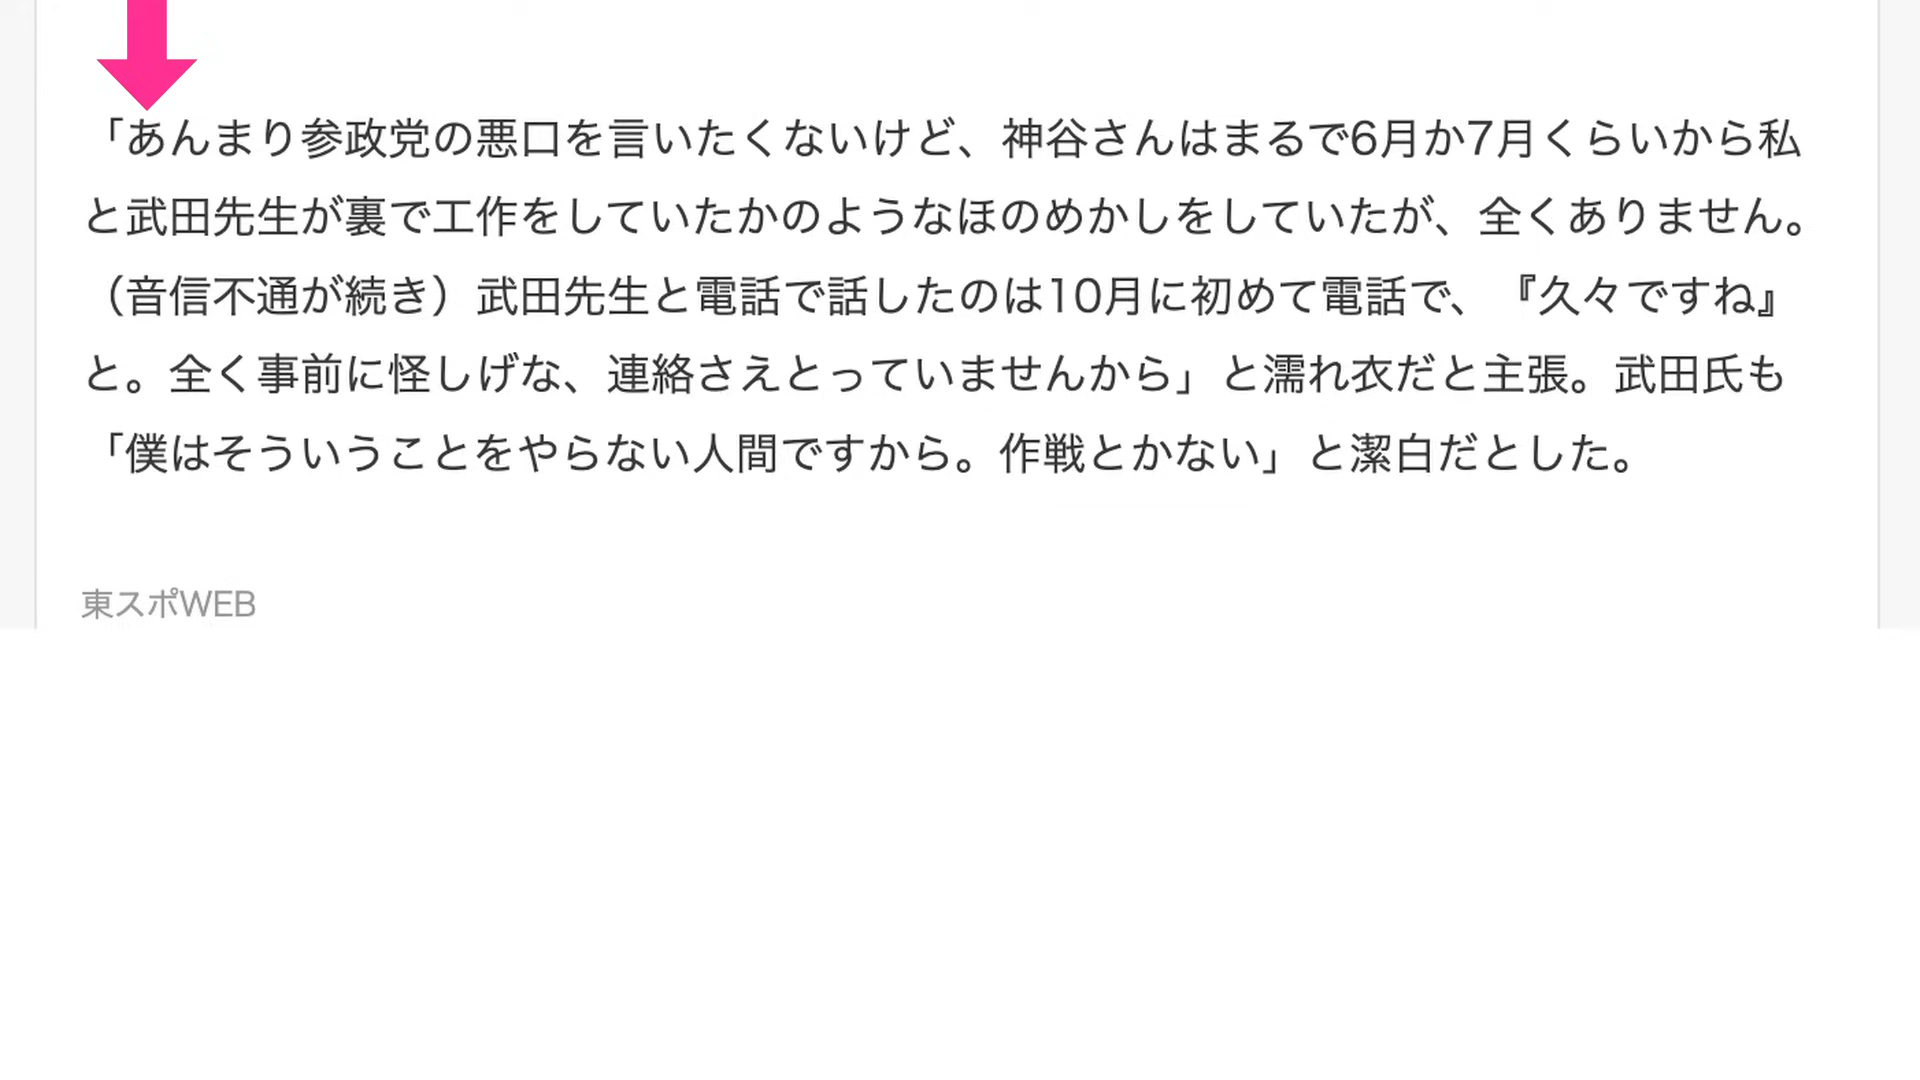 「あんまり参政党の悪口を言いたくないけど、神谷さんはまるで6月か7月くらいから私
と武田先生が裏で工作をしていたかのようなほのめかしをしていたが、全くありません。
（音信不通が続き）武田先生と電話で話したのは10月に初めて電話で、『久々ですね』
と。全く事前に怪しげな、連絡さえとっていませんから」と濡れ衣だと主張。武田氏も
「僕はそういうことをやらない人間ですから。作戦とかない」と潔白だとした。
東スポWEB